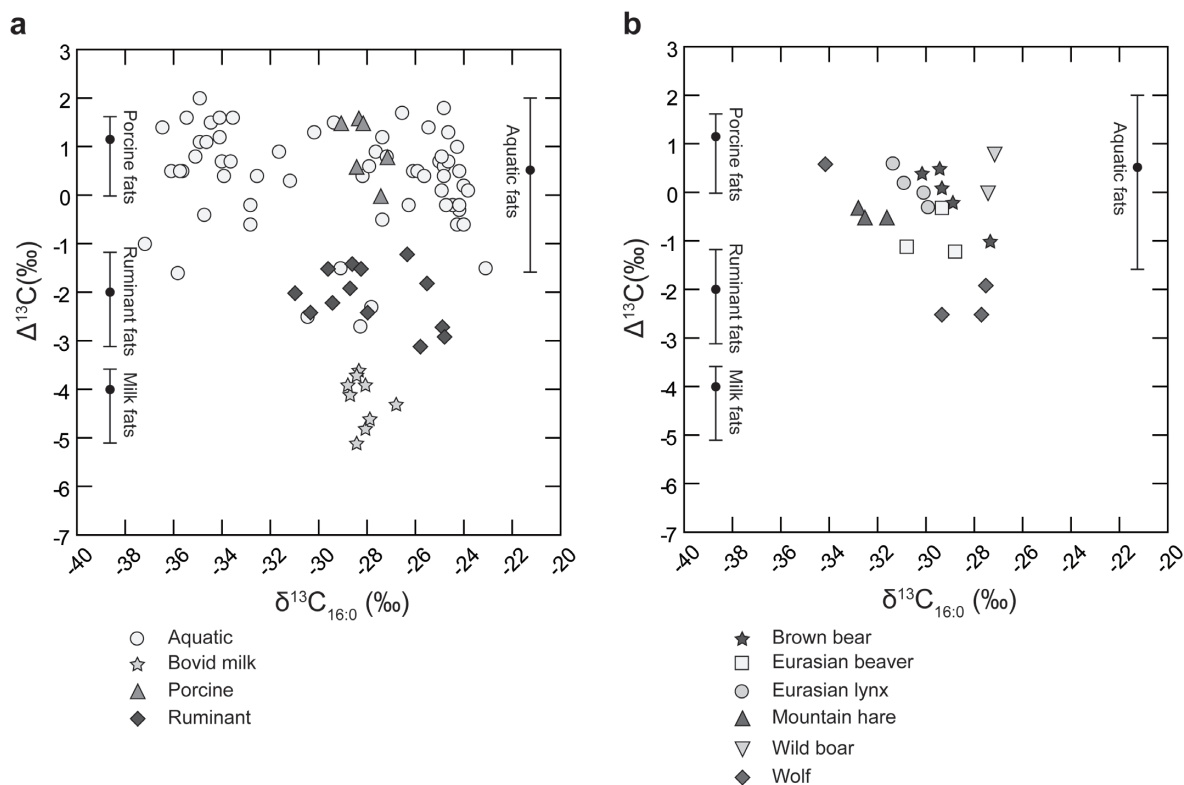 a
3
2
1
0
-1
-2
-3
-4
-5
-6
-7
Δ13C(‰)
Porcine fats
Ruminant fats
Milk fats
Aquatic fats
-40
-38
-36
-34
-32
-30
-28
-26
-24
-22
-20
δ13C16:0 (‰)
Aquatic
Bovid milk
Porcine
Ruminant
b
3
2
1
0
-1
-2
-3
-4
-5
-6
-7
Δ13C(‰)
Porcine fats
Ruminant fats
Milk fats
Aquatic fats
-40
-38
-36
-34
-32
-30
-28
-26
-24
-22
-20
δ13C16:0 (‰)
Brown bear
Eurasian beaver
Eurasian lynx
Mountain hare
Wild boar
Wolf